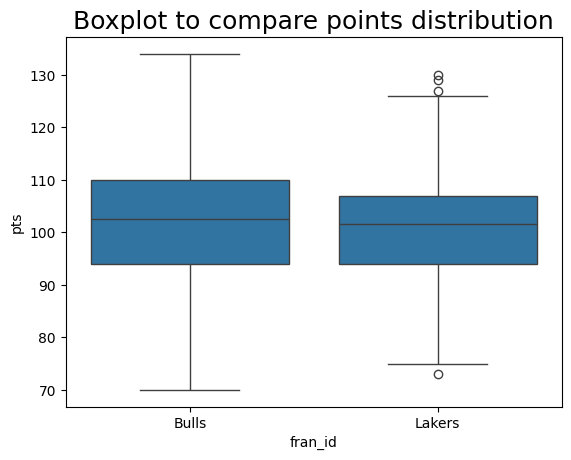 Boxplot to compare points distribution
130
120
110
100
90
80
70
pts
Bulls
Lakers
fran_id